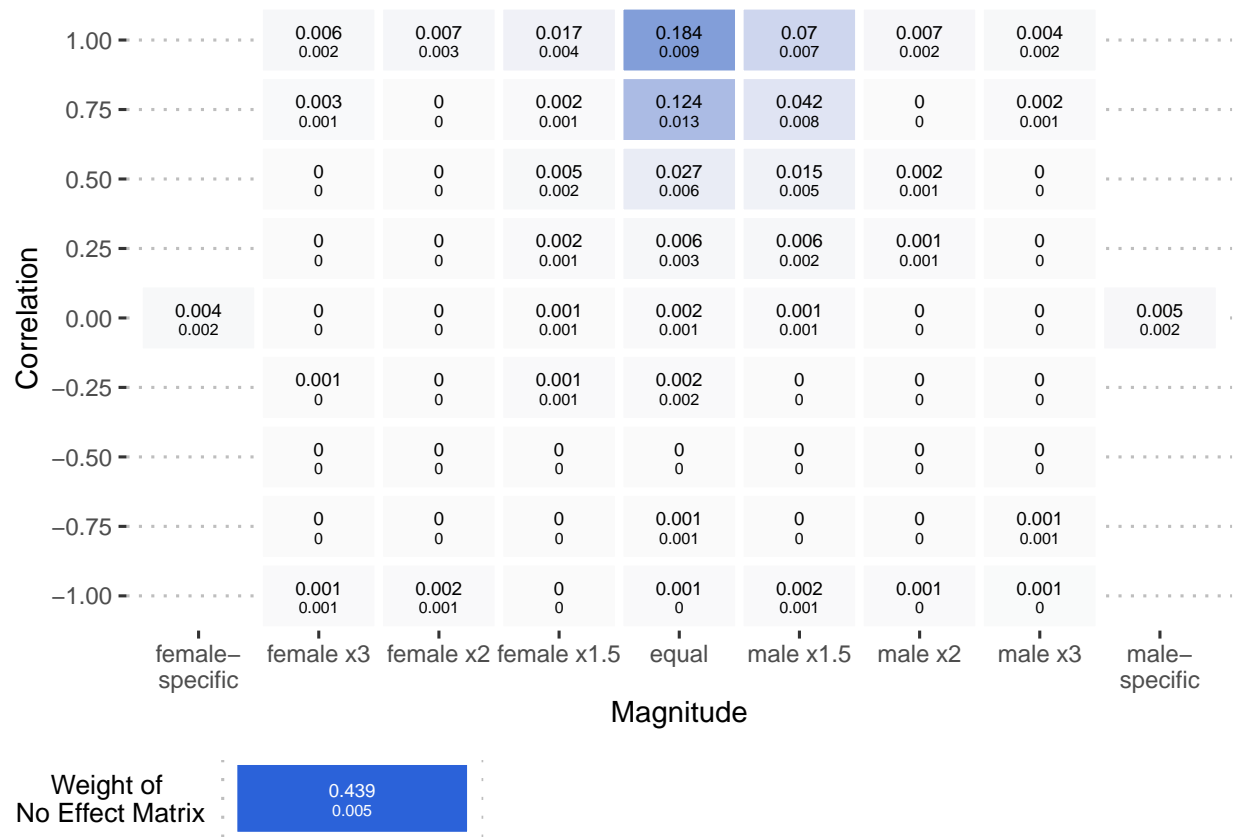 1.00 0.006 0.007 0.017 0.184 0.07 0.007 0.004
0.002 0.003 0.004 0.009 0.007 0.002 0.002
0.75 0.003 0 0.002 0.124 0.042 0 0.002
0.001 0 0.001 0.013 0.008 0 0.001
0.50 0 0 0.005 0.027 0.015 0.002 0
0 0 0.002 0.006 0.005 0.001 0
0.25 0 0 0.002 0.006 0.006 0.001 0
0 0 0.001 0.003 0.002 0.001 0
Correlation
0.00 0.004 0 0 0.001 0.002 0.001 0 0 0.005
0.002 0 0 0.001 0.001 0.001 0 0 0.002
−0.25 0.001 0 0.001 0.002 0 0 0
0 0 0.001 0.002 0 0 0
−0.50 0 0 0 0 0 0 0
0 0 0 0 0 0 0
−0.75 0 0 0 0.001 0 0 0.001
0 0 0 0.001 0 0 0.001
−1.00 0.001 0.002 0 0.001 0.002 0.001 0.001
0.001 0.001 0 0 0.001 0 0
female− female x3 female x2 female x1.5 equal male x1.5 male x2 male x3 male−
specific specific
Magnitude
Weight of 0.439
No Effect Matrix 0.005